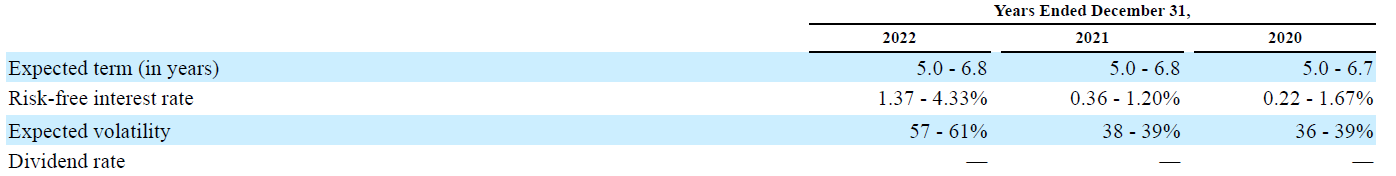 Years Ended December 31,
2022 2021 2020
Expected term (in years) 5.0 - 6.8 5.0 - 6.8 5.0 - 6.7
Risk-free interest rate 1.37 - 4.33% 0.36 - 1.20% 0.22 - 1.67%
Expected volatility 57 - 61% 38 - 39% 36 - 39%
Dividend rate — — —